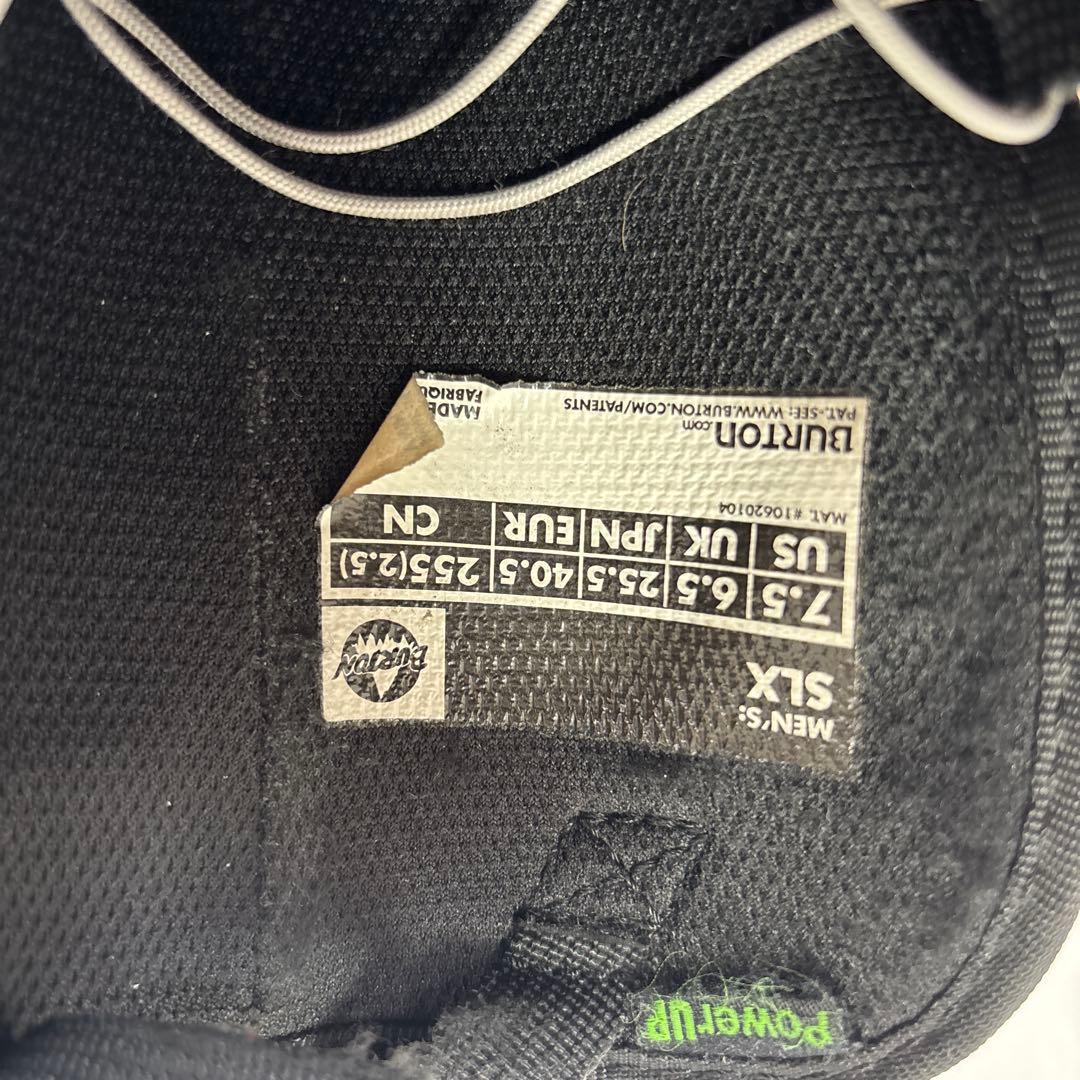 MEN'S:
SLX
BURTON
7.5 6.5 25.5 40.5 255(2.5)
US UK JPN EUR CN
MAT. #10620104
BURTON.com
PAT.-SEE: WWW.BURTON.COM/PATENTS
MADE
POWERUP